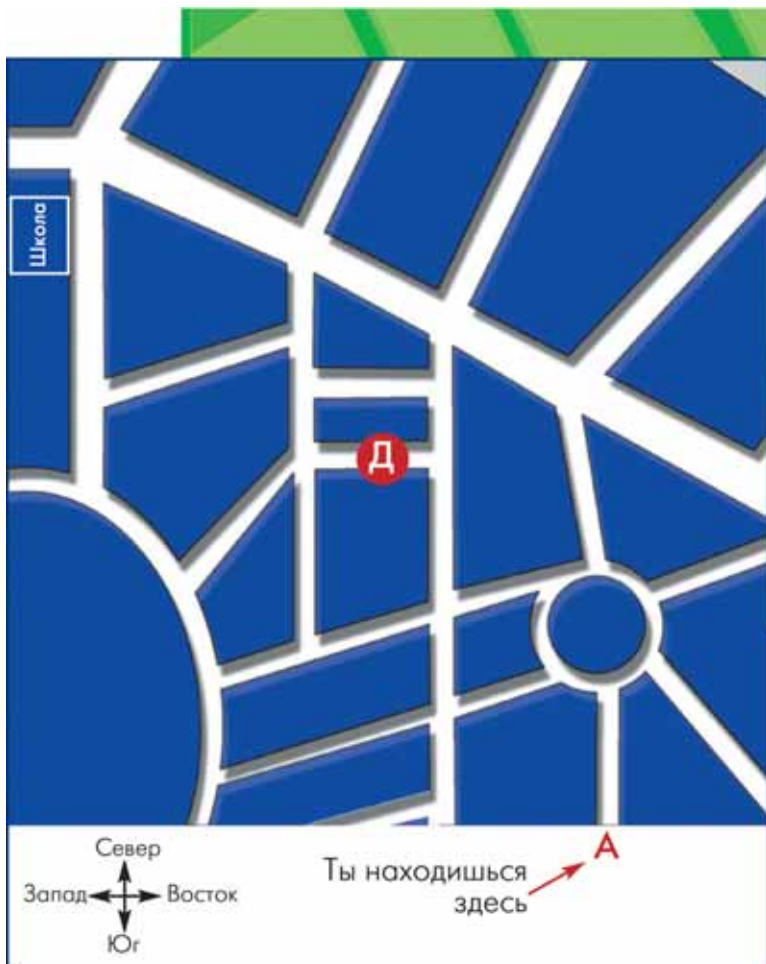 Школа
Д
Север
Запад Восток
Юг
Ты находишься
здесь
А